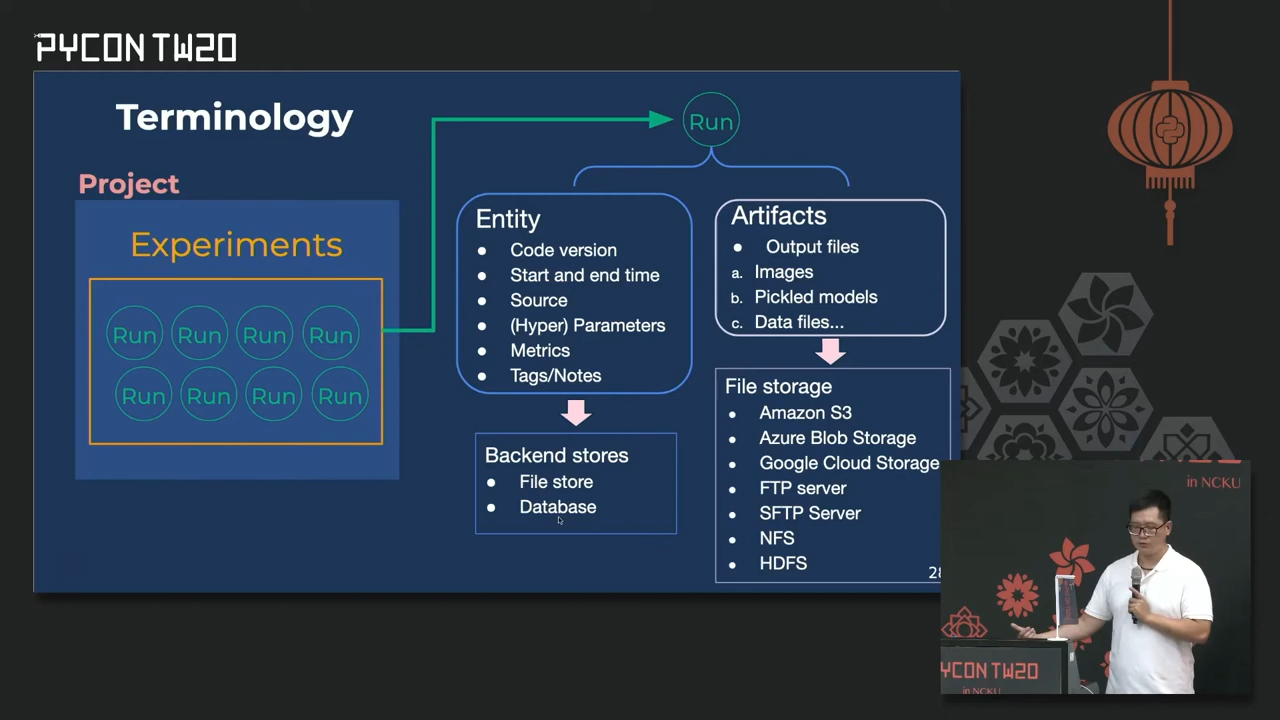 PYCON TW20
Terminology
Project
Experiments
Run Run Run Run
Run Run Run Run
Run
Entity
● Code version
● Start and end time
● Source
● (Hyper) Parameters
● Metrics
● Tags/Notes
Backend stores
● File store
● Database
Artifacts
● Output files
a. Images
b. Pickled models
c. Data files...
File storage
● Amazon S3
● Azure Blob Storage
● Google Cloud Storage
● FTP server
● SFTP Server
● NFS
● HDFS
28
in NCKU
PYCON TW20
in NCKU